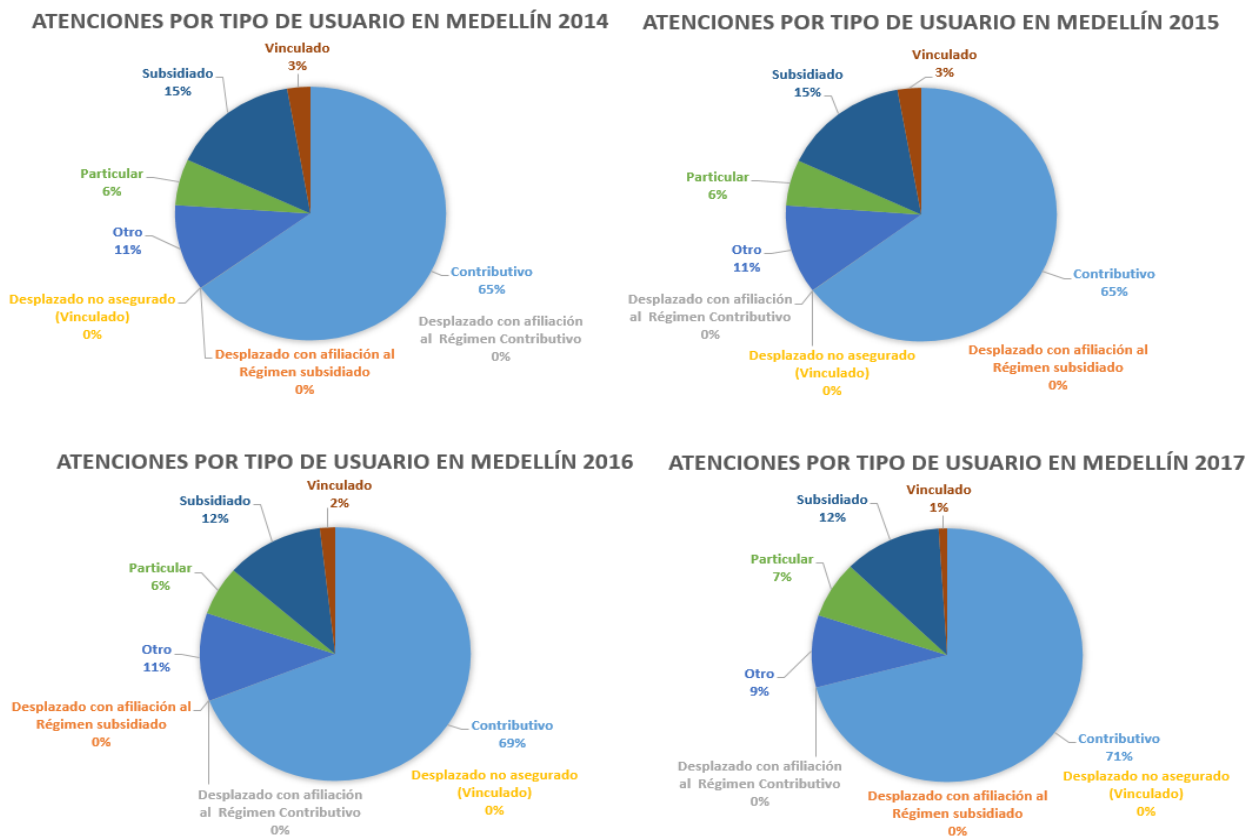 ATENCIONES POR TIPO DE USUARIO EN MEDELLÍN 2014
Vinculado
3%
Subsidiado
15%
Particular
6%
Otro
11%
Desplazado no asegurado
(Vinculado)
0%
Contributivo
65%
Desplazado con afiliación
al Régimen Contributivo
0%
Desplazado con afiliación al
Régimen subsidiado
0%
ATENCIONES POR TIPO DE USUARIO EN MEDELLÍN 2015
Vinculado
3%
Subsidiado
15%
Particular
6%
Otro
11%
Contributivo
65%
Desplazado con afiliación
al Régimen Contributivo
0%
Desplazado no asegurado
(Vinculado)
0%
Desplazado con afiliación al
Régimen subsidiado
0%
ATENCIONES POR TIPO DE USUARIO EN MEDELLÍN 2016
Vinculado
2%
Subsidiado
12%
Particular
6%
Otro
11%
Desplazado con afiliación al
Régimen subsidiado
0%
Contributivo
69%
Desplazado no asegurado
(Vinculado)
0%
Desplazado con afiliación
al Régimen Contributivo
0%
ATENCIONES POR TIPO DE USUARIO EN MEDELLÍN 2017
Vinculado
1%
Subsidiado
12%
Particular
7%
Otro
9%
Contributivo
71%
Desplazado con afiliación
al Régimen Contributivo
0%
Desplazado no asegurado
(Vinculado)
0%
Desplazado con afiliación al
Régimen subsidiado
0%